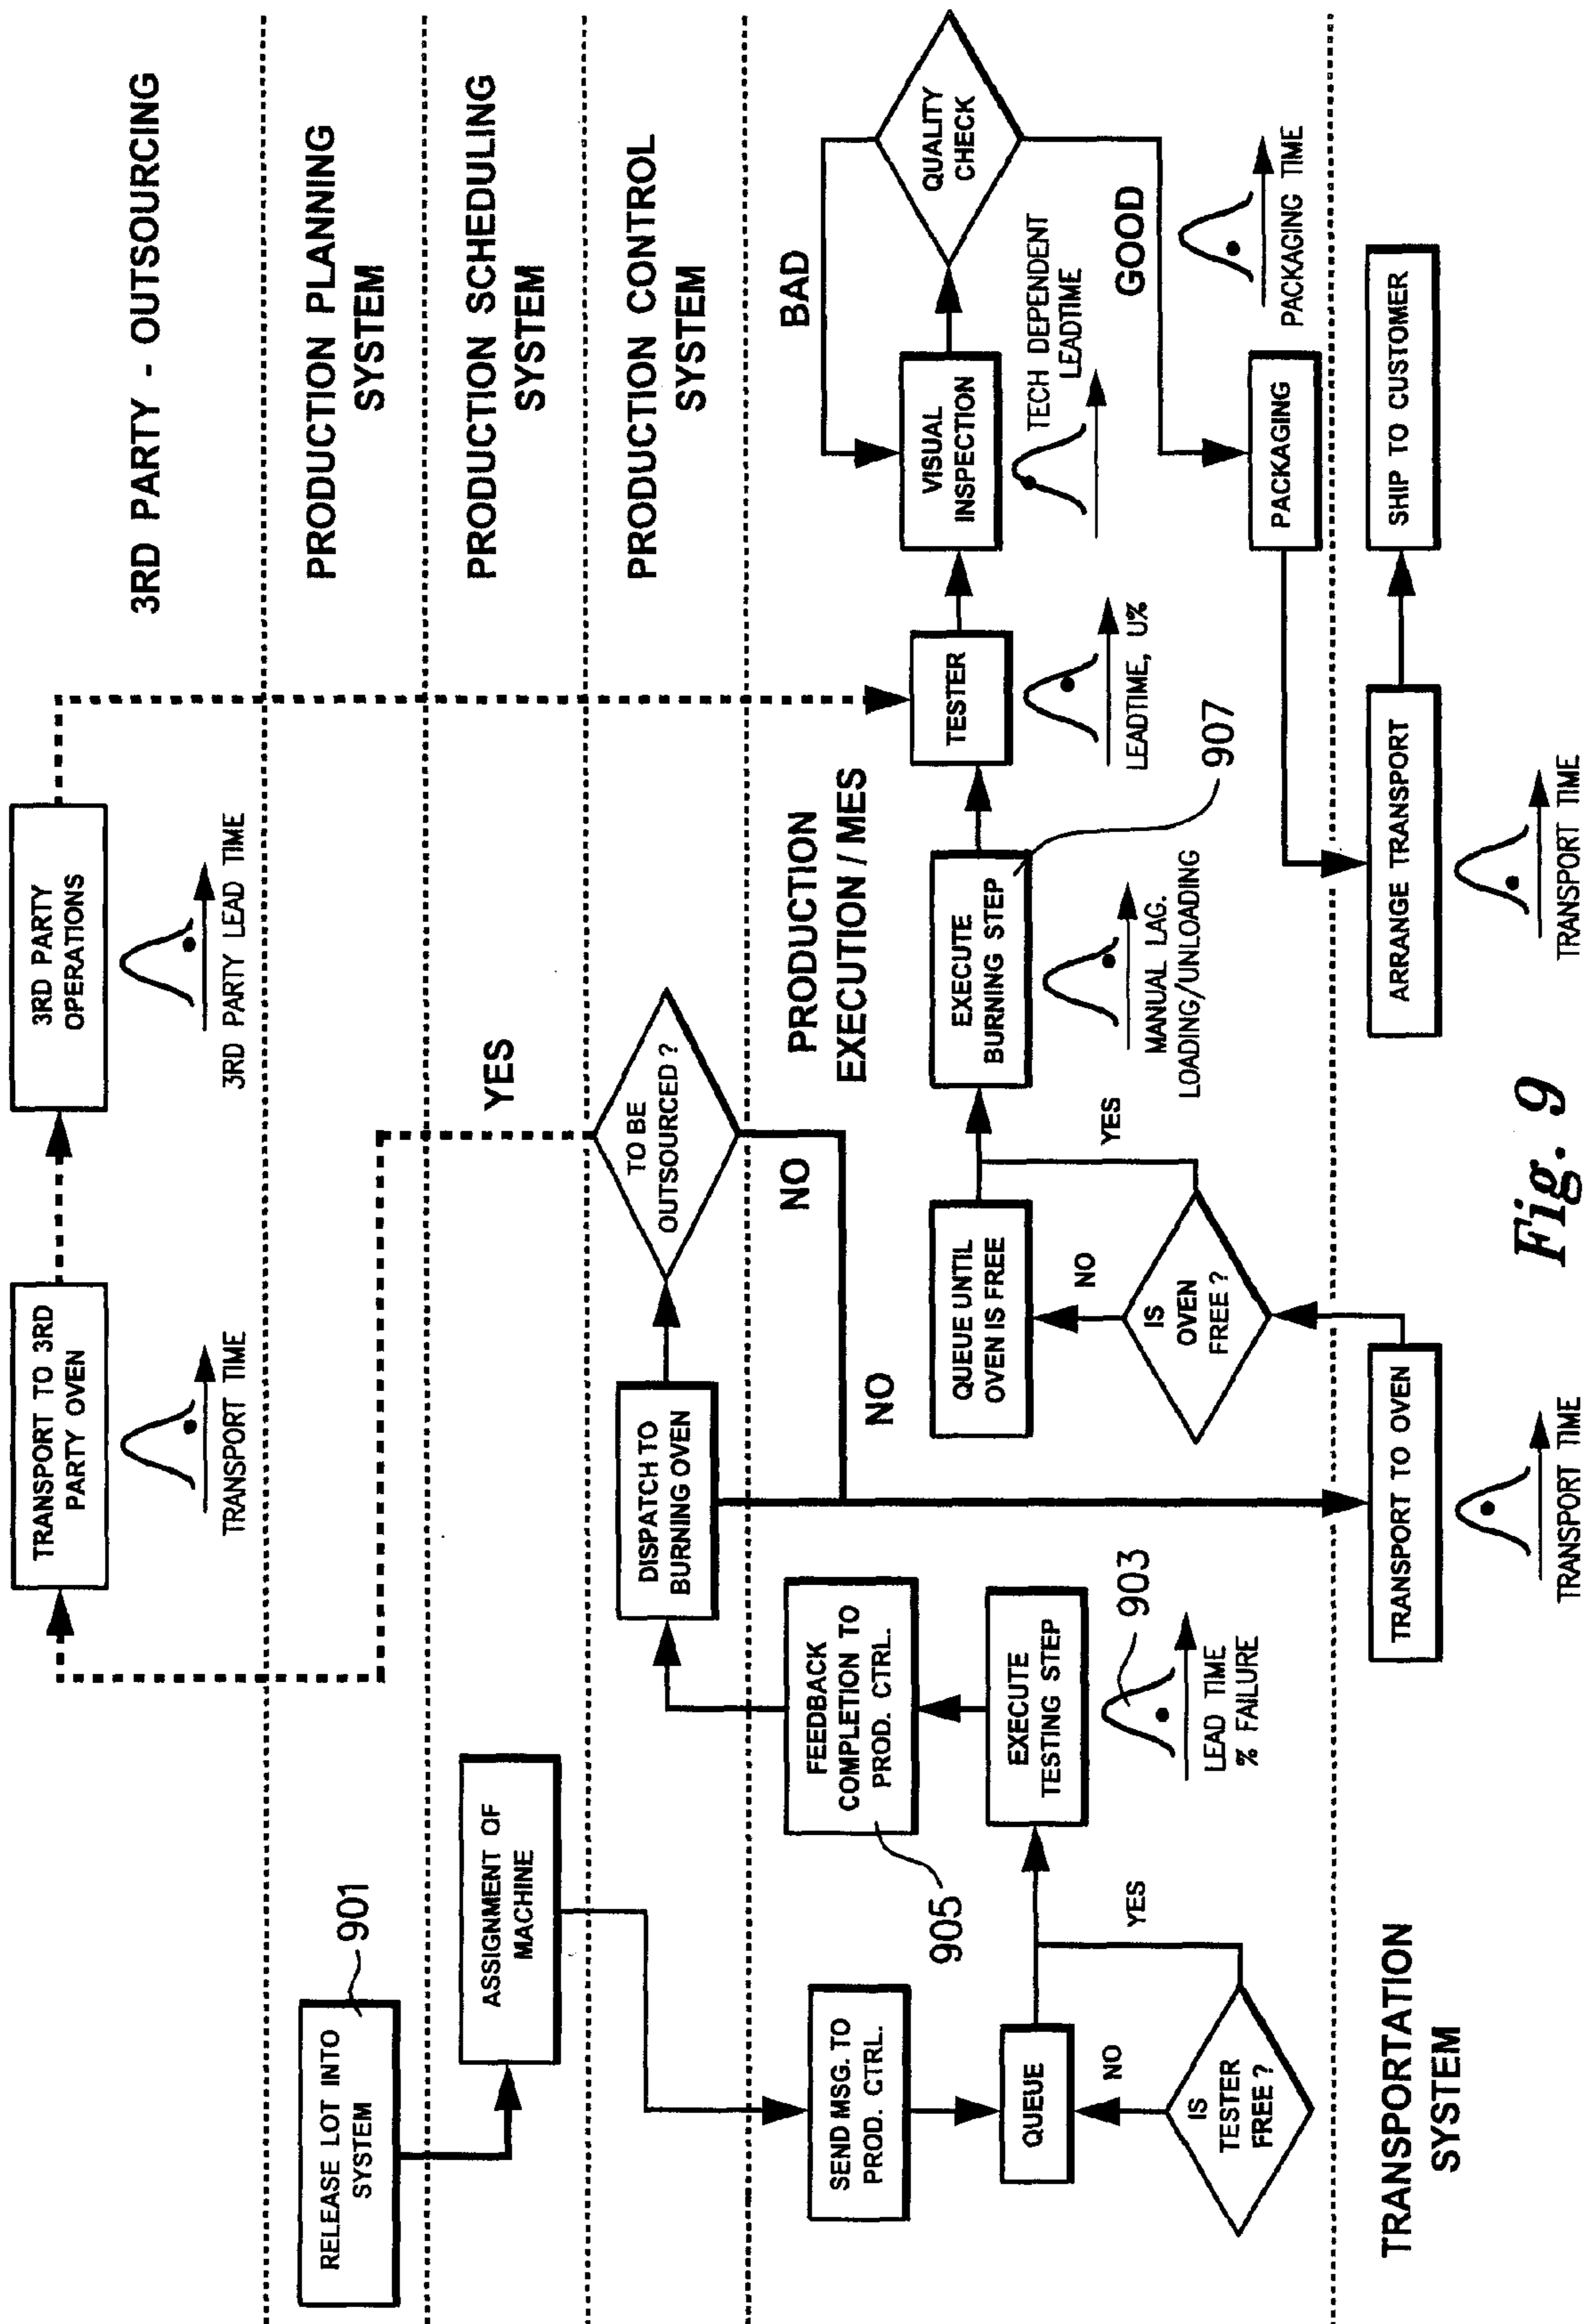 3RD PARTY - OUTSOURCING
TRANSPORT TO 3RD
PARTY OVEN
TRANSPORT TIME
3RD PARTY
OPERATIONS
3RD PARTY LEAD TIME
PRODUCTION PLANNING
SYSTEM
RELEASE LOT INTO
SYSTEM
901
PRODUCTION SCHEDULING
SYSTEM
ASSIGNMENT OF
MACHINE
YES
PRODUCTION CONTROL
SYSTEM
DISPATCH TO
BURNING OVEN
TO BE
OUTSOURCED ?
NO
NO
PRODUCTION
EXECUTION / MES
SEND MSG. TO
PROD. CTRL.
QUEUE
NO
IS
TESTER
FREE ?
YES
FEEDBACK
COMPLETION TO
PROD. CTRL.
905
EXECUTE
TESTING STEP
903
LEAD TIME
% FAILURE
QUEUE UNTIL
OVEN IS FREE
NO
IS
OVEN
FREE ?
YES
EXECUTE
BURNING STEP
907
MANUAL LAG.
LOADING/UNLOADING
TESTER
LEADTIME, U%
VISUAL
INSPECTION
TECH DEPENDENT
LEADTIME
BAD
QUALITY
CHECK
GOOD
PACKAGING
PACKAGING TIME
TRANSPORTATION
SYSTEM
TRANSPORT TO OVEN
TRANSPORT TIME
ARRANGE TRANSPORT
TRANSPORT TIME
SHIP TO CUSTOMER
Fig. 9